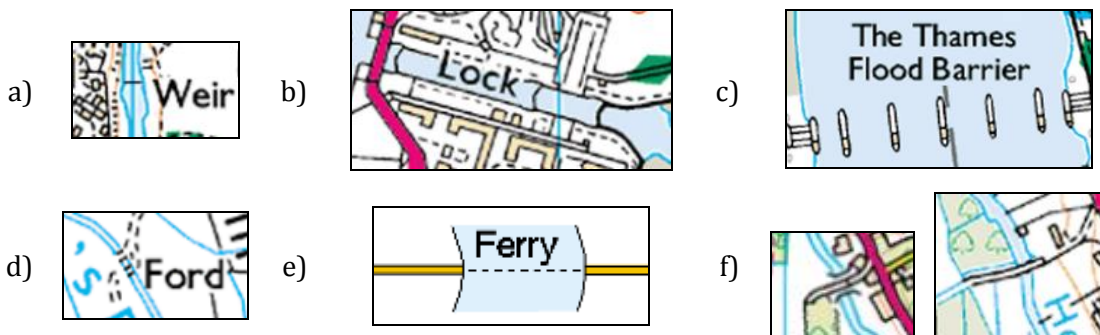 a)
Weir
b)
Lock
c)
The Thames
Flood Barrier
d)
's
Ford
e)
Ferry
f)
H